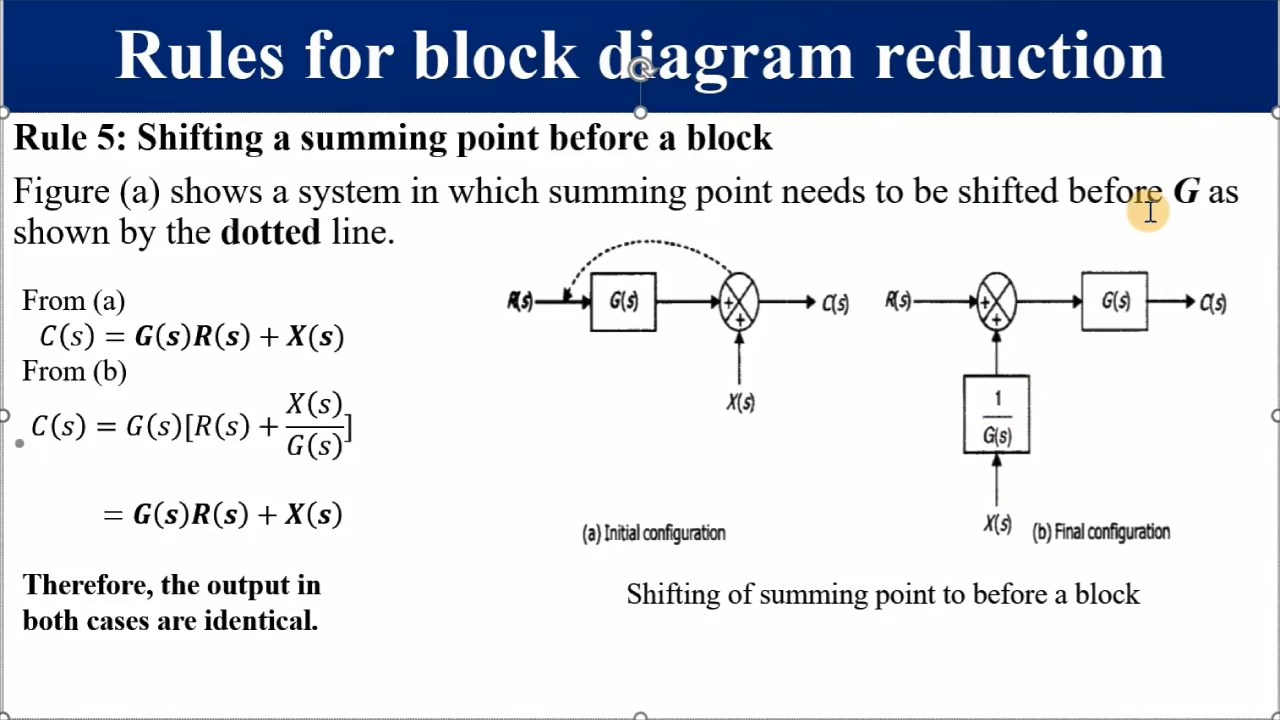 Rules for block diagram reduction
Rule 5: Shifting a summing point before a block
Figure (a) shows a system in which summing point needs to be shifted before G as
shown by the dotted line.
From (a)
C(s) = G(s)R(s) + X(s)
From (b)
C(s) = G(s)[R(s) + X(s)/G(s)]
= G(s)R(s) + X(s)
Therefore, the output in
both cases are identical.
R(s) G(s) + + C(s)
X(s)
(a) Initial configuration
R(s) + + G(s) C(s)
1
G(s)
X(s)
(b) Final configuration
Shifting of summing point to before a block